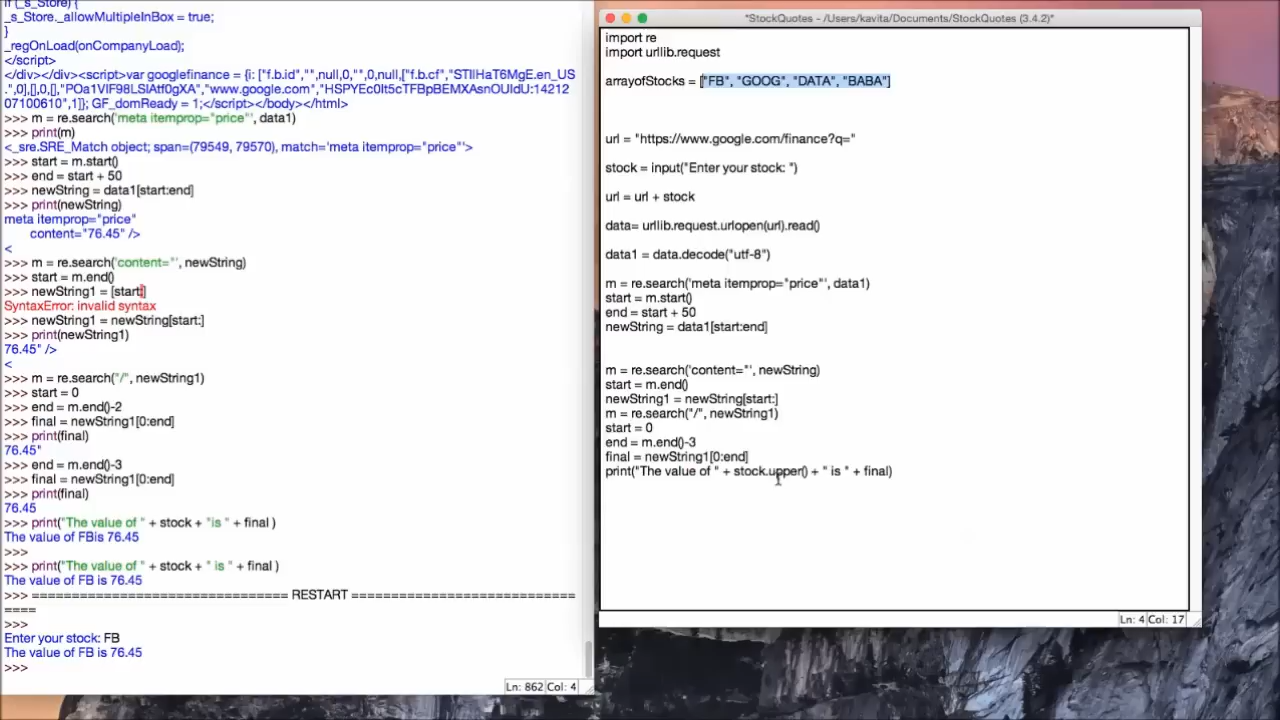 if (_s_Store) {
_s_Store._allowMultipleInBox = true;
}
_regOnLoad(onCompanyLoad);
</script>
</div></div><script>var googlefinance = {i: ["f.b.id","",null,0,"",0,null,["f.b.cf","STIlHaT6MgE.en_US
.",0],[],0,[],"POa1VIF98LSlAtf0gXA","www.google.com","HSPYEc0It5cTFBpBEMXAsnOUIdU:14212
07100610",1]}; GF_domReady = 1;</script></body></html>
>>> m = re.search('meta itemprop="price"', data1)
>>> print(m)
<_sre.SRE_Match object; span=(79549, 79570), match='meta itemprop="price"'>
>>> start = m.start()
>>> end = start + 50
>>> newString = data1[start:end]
>>> print(newString)
meta itemprop="price"
content="76.45" />
<
>>> m = re.search('content="', newString)
>>> start = m.end()
>>> newString1 = [start:]
SyntaxError: invalid syntax
>>> newString1 = newString[start:]
>>> print(newString1)
76.45" />
<
>>> m = re.search("/", newString1)
>>> start = 0
>>> end = m.end()-2
>>> final = newString1[0:end]
>>> print(final)
76.45"
>>> end = m.end()-3
>>> final = newString1[0:end]
>>> print(final)
76.45
>>> print("The value of " + stock + "is " + final )
The value of FBis 76.45
>>>
>>> print("The value of " + stock + " is " + final )
The value of FB is 76.45
>>> ================================ RESTART ================================
====
>>>
Enter your stock: FB
The value of FB is 76.45
>>>
Ln: 862 Col: 4
*StockQuotes - /Users/kavita/Documents/StockQuotes (3.4.2)*
import re
import urllib.request
arrayofStocks = ["FB", "GOOG", "DATA", "BABA"]
url = "https://www.google.com/finance?q="
stock = input("Enter your stock: ")
url = url + stock
data= urllib.request.urlopen(url).read()
data1 = data.decode("utf-8")
m = re.search('meta itemprop="price"', data1)
start = m.start()
end = start + 50
newString = data1[start:end]
m = re.search('content="', newString)
start = m.end()
newString1 = newString[start:]
m = re.search("/", newString1)
start = 0
end = m.end()-3
final = newString1[0:end]
print("The value of " + stock.upper() + " is " + final)
Ln: 4 Col: 17